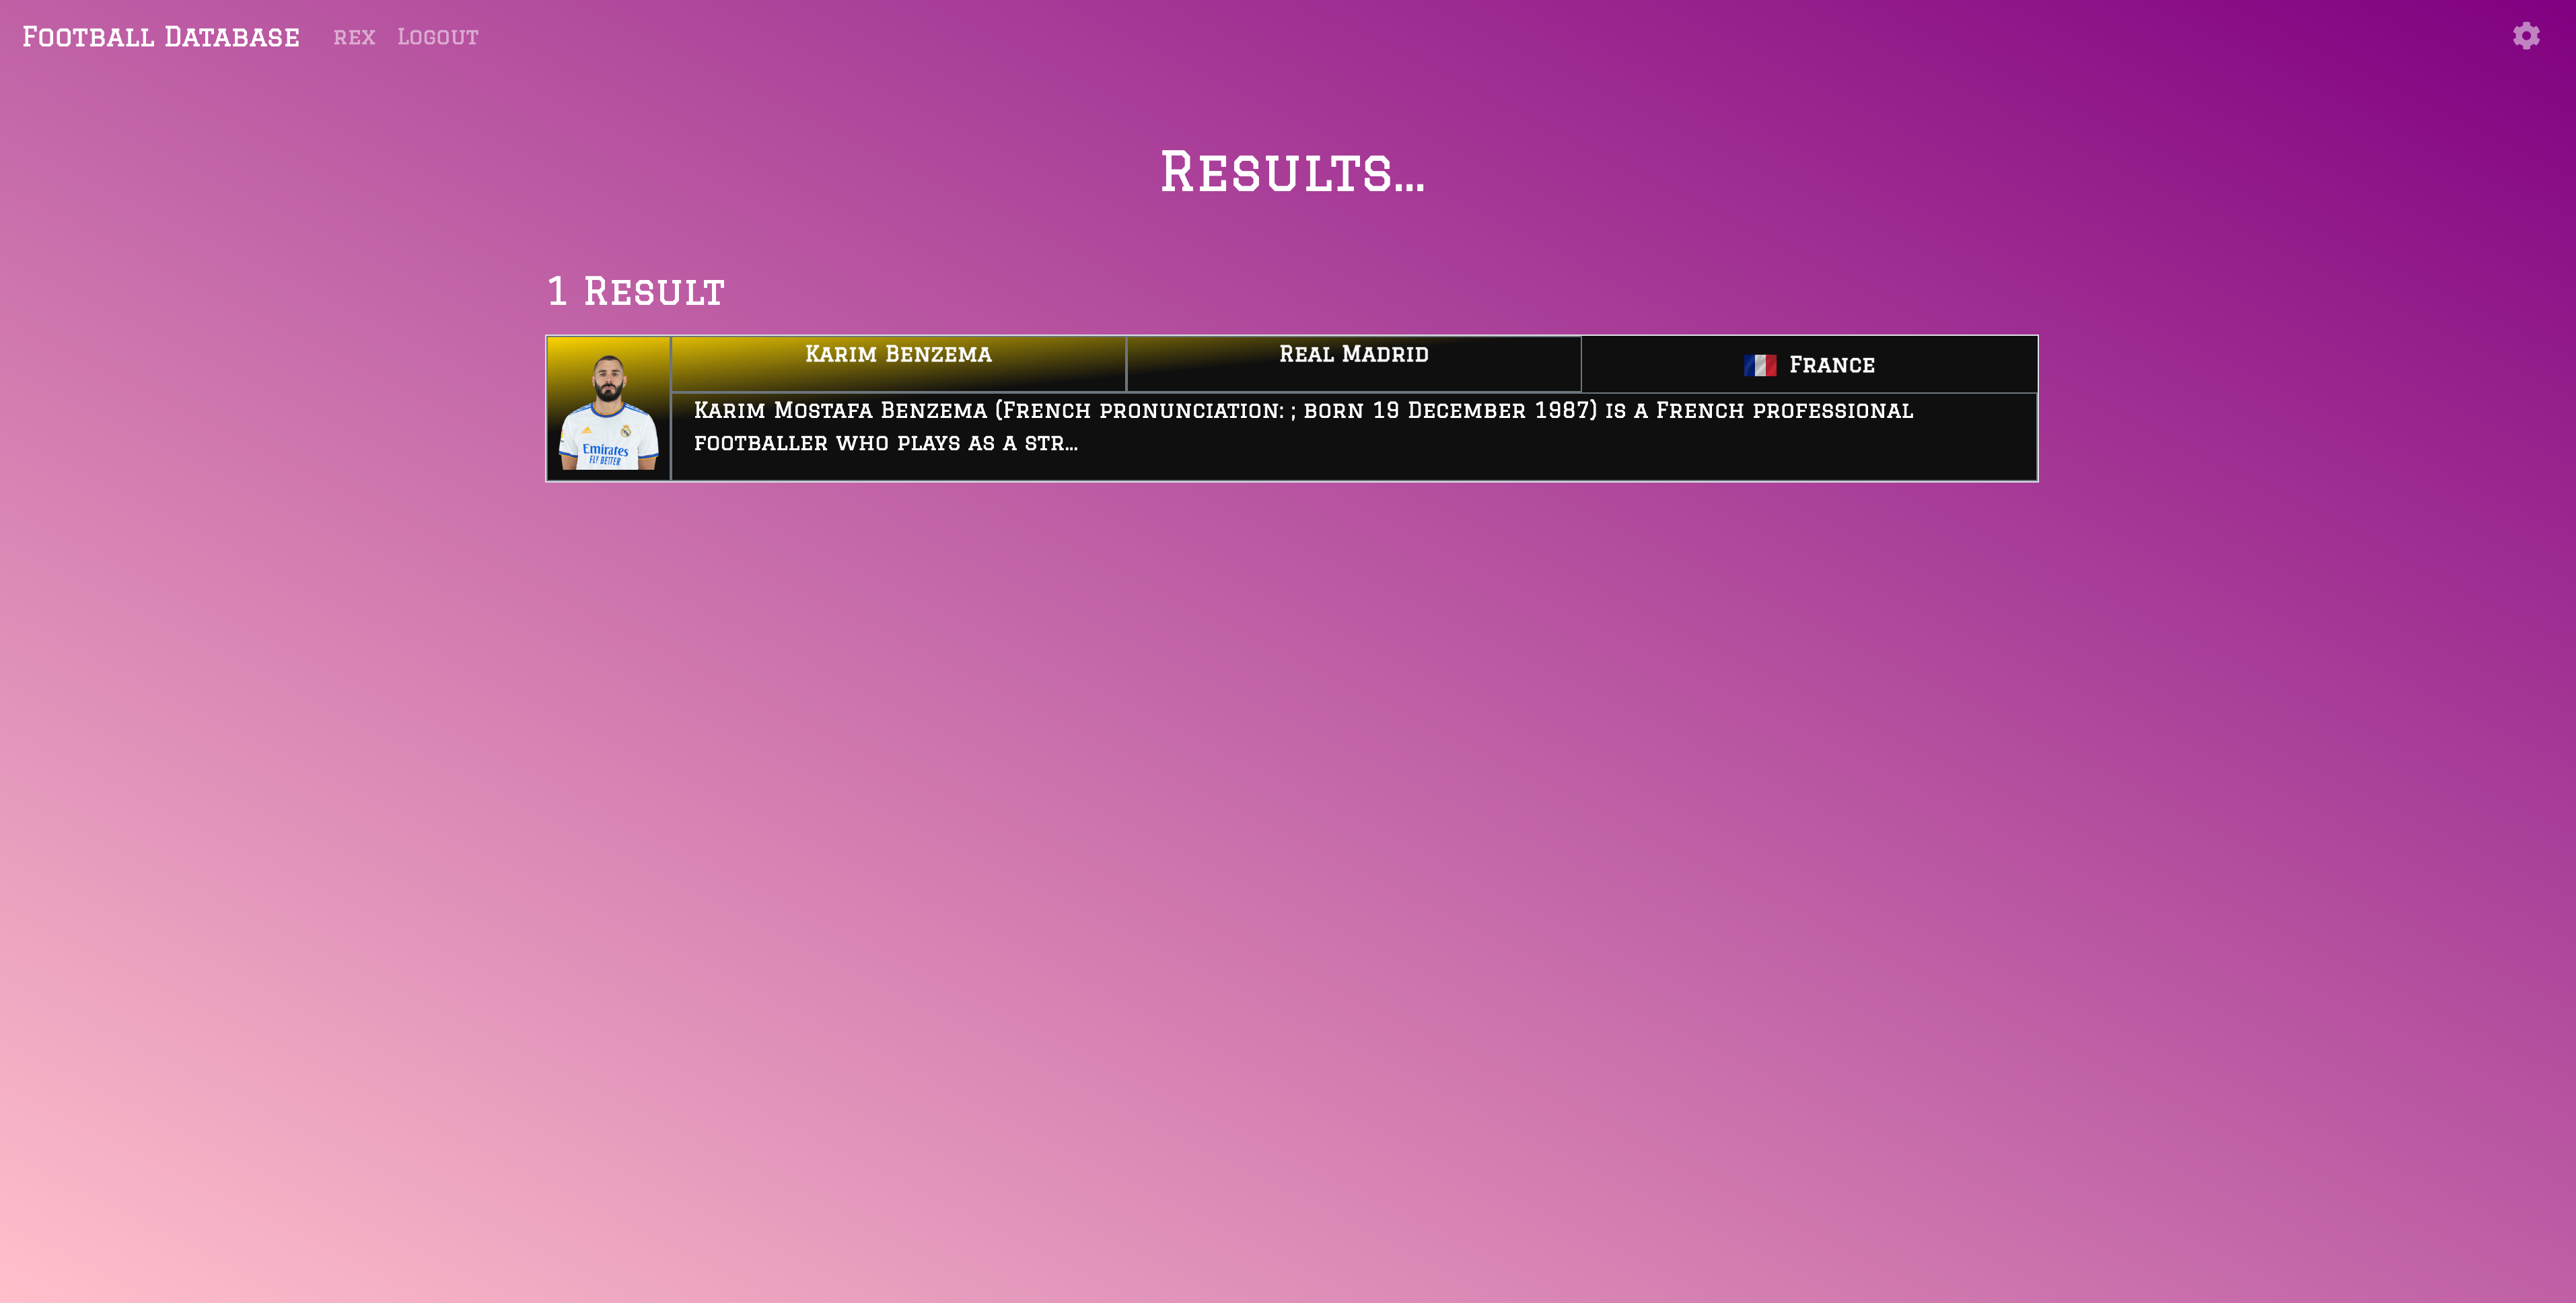 Football Database rex Logout
Results...
1 Result
Karim Benzema Real Madrid France
Karim Mostafa Benzema (French pronunciation: ; born 19 December 1987) is a French professional
footballer who plays as a str...
Emirates
FLY BETTER